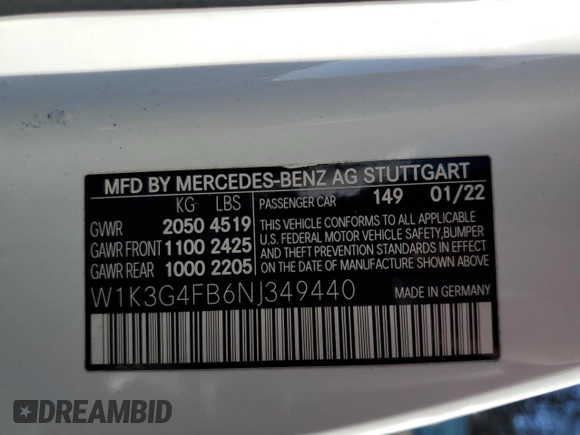 MFD BY MERCEDES-BENZ AG STUTTGART
KG LBS PASSENGER CAR 149 01/22
GVWR 2050 4519
GAWR FRONT 1100 2425
GAWR REAR 1000 2205
THIS VEHICLE CONFORMS TO ALL APPLICABLE
U.S. FEDERAL MOTOR VEHICLE SAFETY, BUMPER
AND THEFT PREVENTION STANDARDS IN EFFECT
ON THE DATE OF MANUFACTURE SHOWN ABOVE.
W1K3G4FB6NJ349440 MADE IN GERMANY
DREAMBID